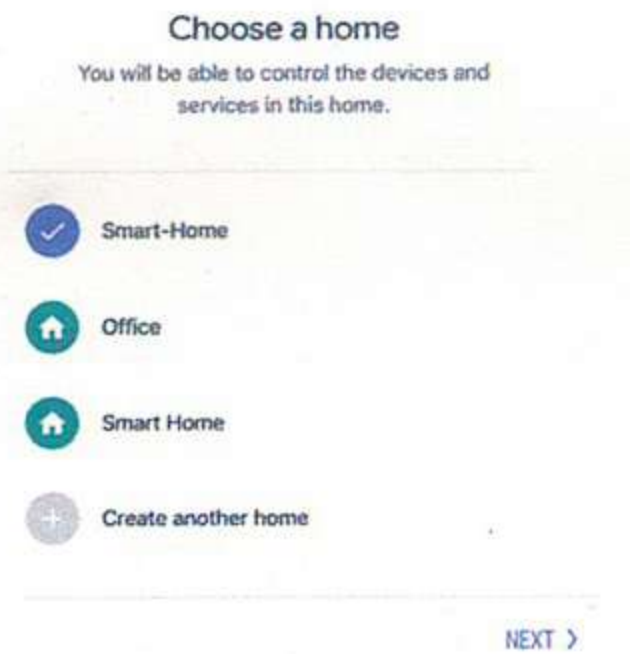 Choose a home
You will be able to control the devices and
services in this home.
Smart-Home
Office
Smart Home
Create another home
NEXT >